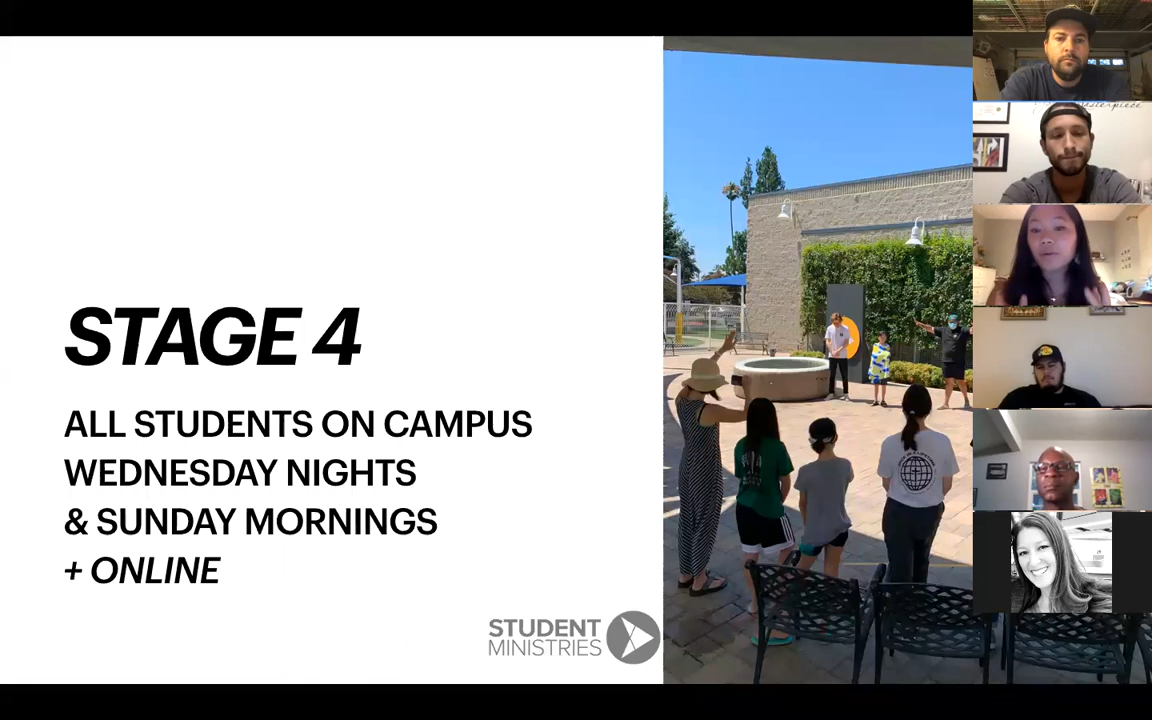 STAGE 4
ALL STUDENTS ON CAMPUS
WEDNESDAY NIGHTS
& SUNDAY MORNINGS
+ ONLINE
STUDENT
MINISTRIES